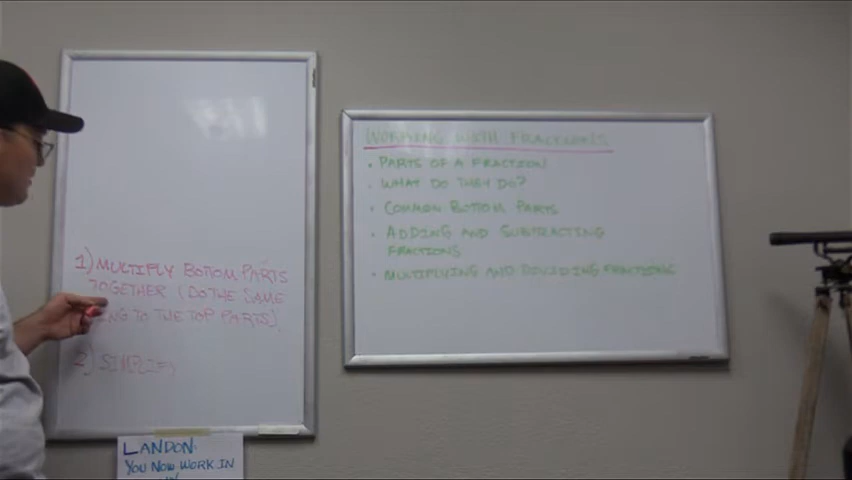 1) MULTIPLY BOTTOM PARTS
TOGETHER (DO THE SAME
TO THE TOP PARTS).
2) SIMPLIFY
LANDON:
YOU NOW WORK IN
WORKING WITH FRACTIONS
• PARTS OF A FRACTION
• WHAT DO THEY DO?
• COMMON BOTTOM PARTS
• ADDING AND SUBTRACTING
FRACTIONS
• MULTIPLYING AND DIVIDING FRACTIONS